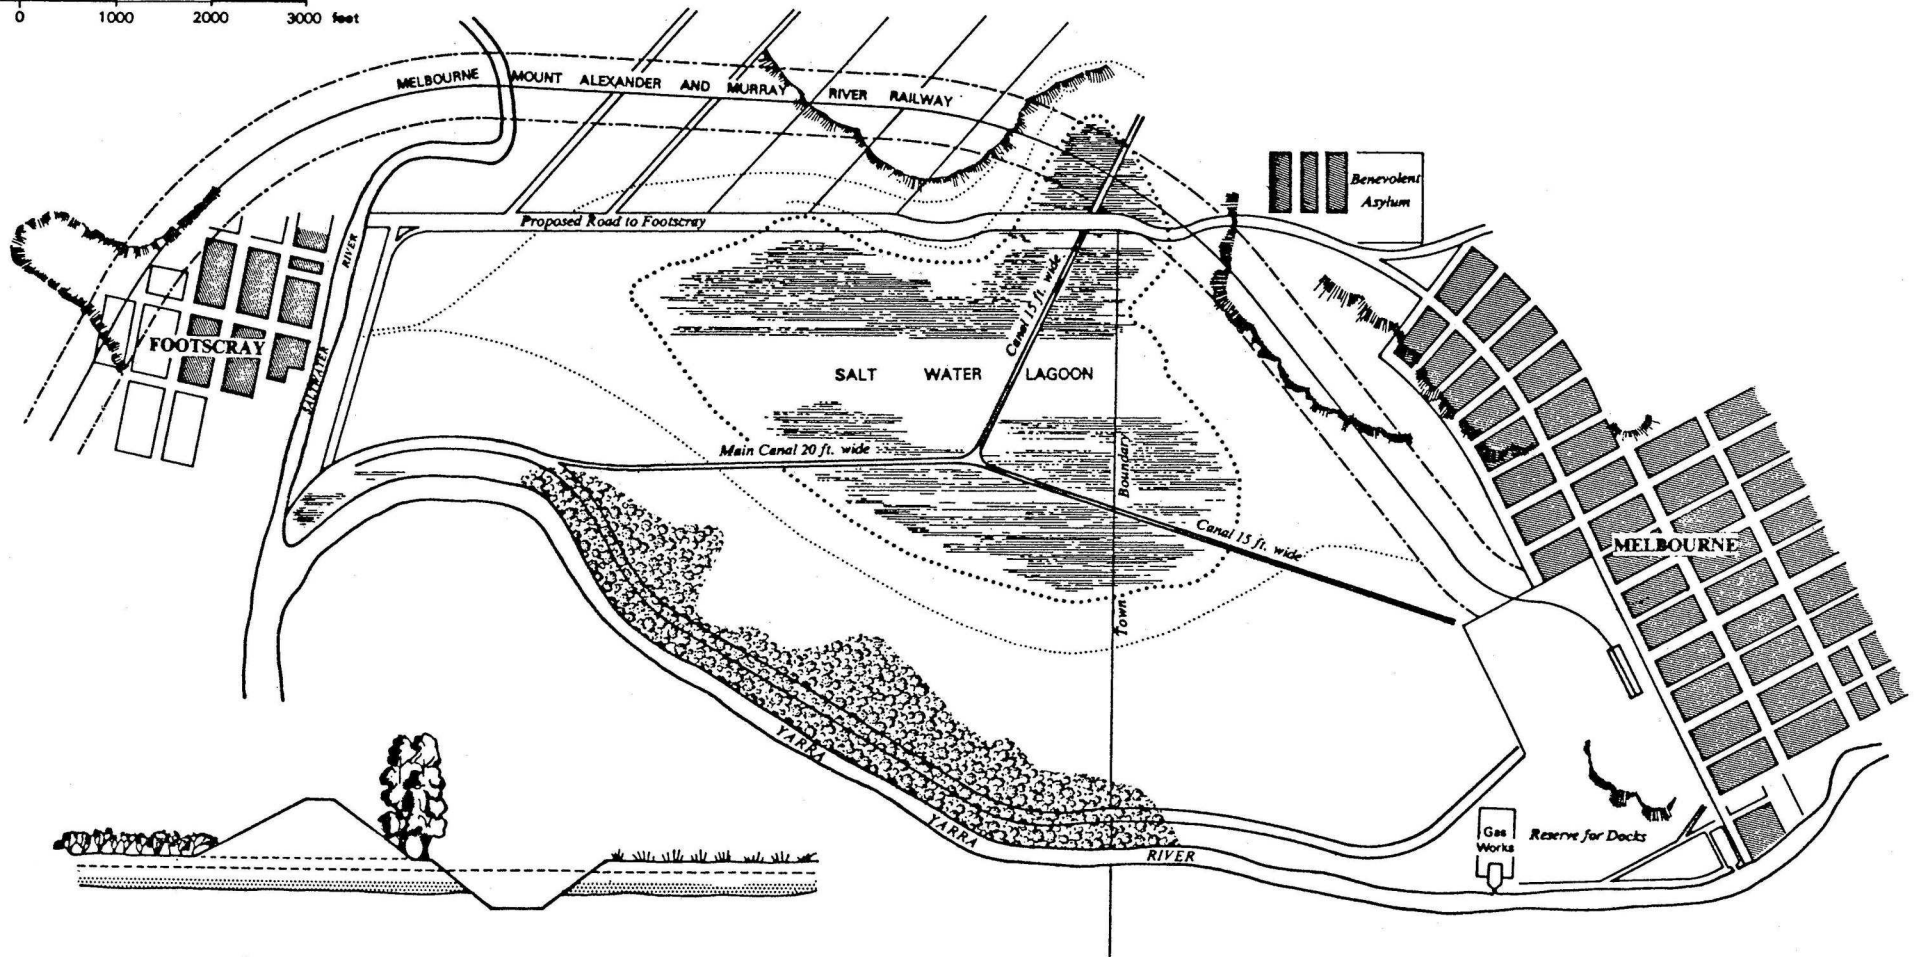 0 1000 2000 3000 feet
MELBOURNE MOUNT ALEXANDER AND MURRAY RIVER RAILWAY
Benevolent
Asylum
Proposed Road to Footscray
RIVER
Canal 15 ft. wide
FOOTSCRAY
SALTWATER
SALT WATER LAGOON
Main Canal 20 ft. wide
Boundary
Canal 15 ft. wide
MELBOURNE
Town
YARRA
YARRA
RIVER
Gas
Works
Reserve for Docks